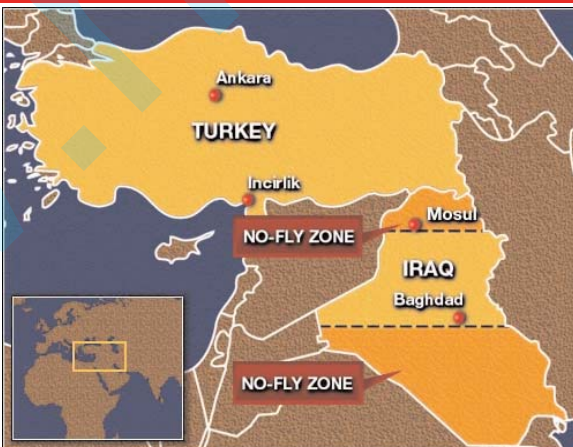 Ankara
TURKEY
Incirlik
Mosul
NO-FLY ZONE
IRAQ
Baghdad
NO-FLY ZONE